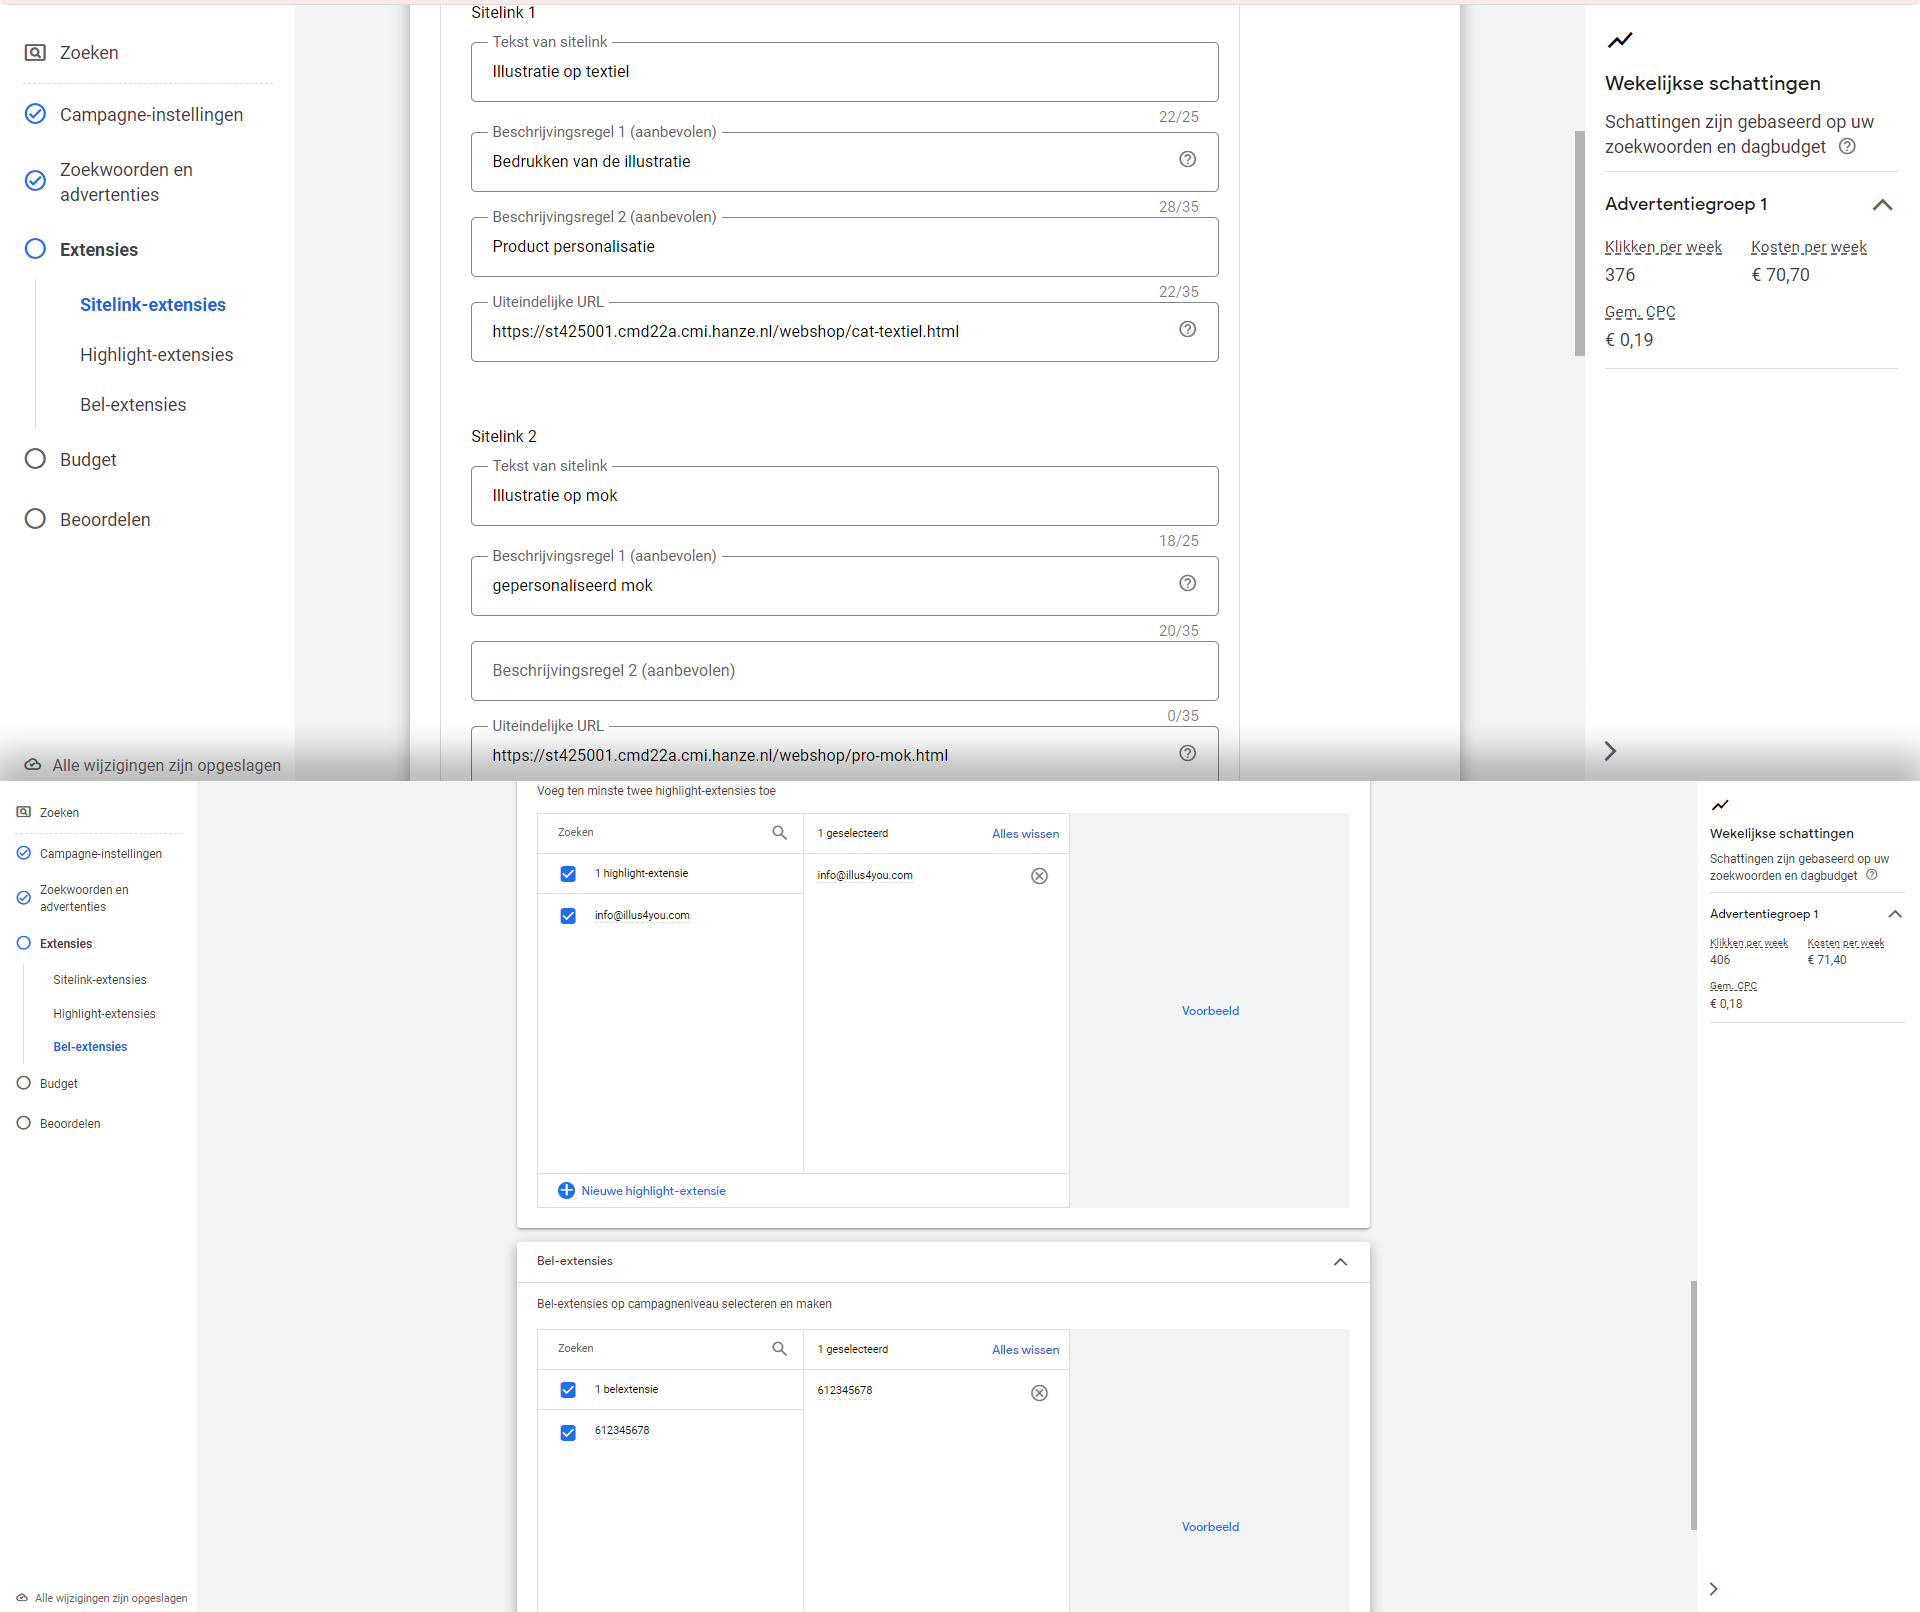 Zoeken
Campagne-instellingen
Zoekwoorden en
advertenties
Extensies
Sitelink-extensies
Highlight-extensies
Bel-extensies
Budget
Beoordelen
Alle wijzigingen zijn opgeslagen
Sitelink 1
Tekst van sitelink
Illustratie op textiel
22/25
Beschrijvingsregel 1 (aanbevolen)
Bedrukken van de illustratie
28/35
Beschrijvingsregel 2 (aanbevolen)
Product personalisatie
22/35
Uiteindelijke URL
https://st425001.cmd22a.cmi.hanze.nl/webshop/cat-textiel.html
Sitelink 2
Tekst van sitelink
Illustratie op mok
18/25
Beschrijvingsregel 1 (aanbevolen)
gepersonaliseerd mok
20/35
Beschrijvingsregel 2 (aanbevolen)
0/35
Uiteindelijke URL
https://st425001.cmd22a.cmi.hanze.nl/webshop/pro-mok.html
Wekelijkse schattingen
Schattingen zijn gebaseerd op uw
zoekwoorden en dagbudget
Advertentiegroep 1
Klikken per week Kosten per week
376 € 70,70
Gem. CPC
€ 0,19
Zoeken
Campagne-instellingen
Zoekwoorden en
advertenties
Extensies
Sitelink-extensies
Highlight-extensies
Bel-extensies
Budget
Beoordelen
Alle wijzigingen zijn opgeslagen
Voeg ten minste twee highlight-extensies toe
Zoeken
1 geselecteerd Alles wissen
1 highlight-extensie
info@illus4you.com
info@illus4you.com
Voorbeeld
Nieuwe highlight-extensie
Bel-extensies
Bel-extensies op campagneniveau selecteren en maken
Zoeken
1 geselecteerd Alles wissen
1 belextensie
612345678
612345678
Voorbeeld
Wekelijkse schattingen
Schattingen zijn gebaseerd op uw
zoekwoorden en dagbudget
Advertentiegroep 1
Klikken per week Kosten per week
406 € 71,40
Gem. CPC
€ 0,18